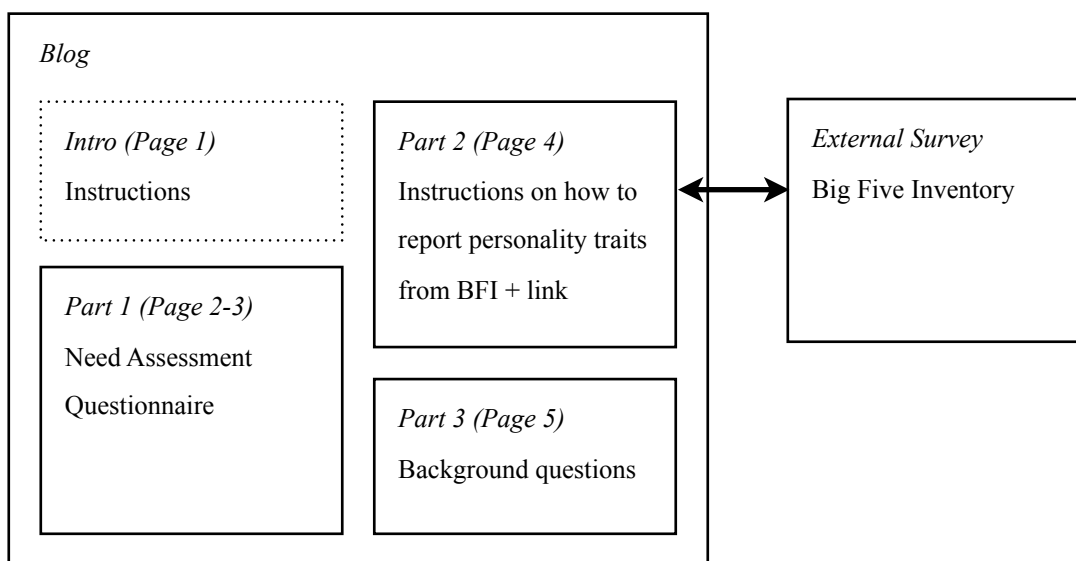 Blog
Intro (Page 1)
Instructions
Part 1 (Page 2-3)
Need Assessment
Questionnaire
Part 2 (Page 4)
Instructions on how to
report personality traits
from BFI + link
Part 3 (Page 5)
Background questions
External Survey
Big Five Inventory